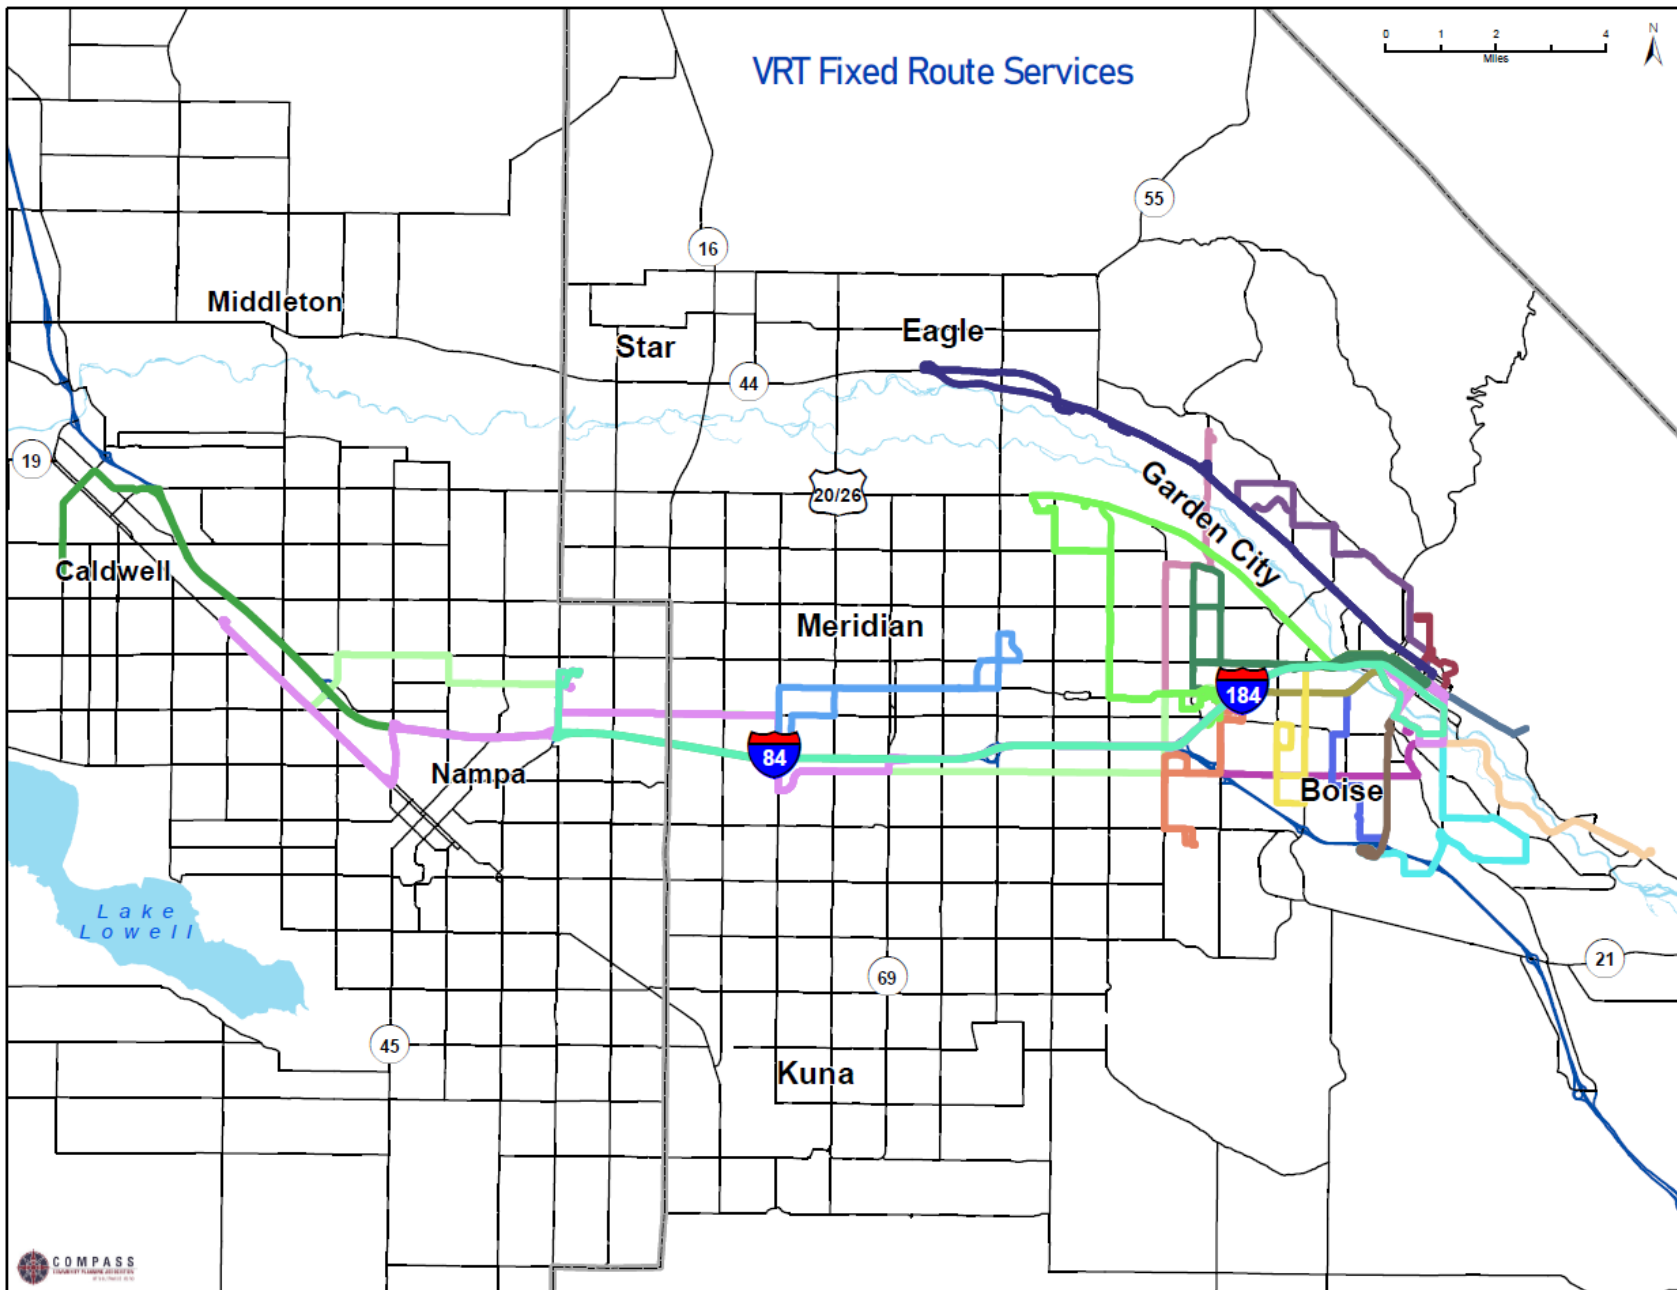 VRT Fixed Route Services
0 1 2 4
Miles
N
55
16
Middleton
Star
Eagle
44
19
20/26
Garden City
Caldwell
Meridian
184
84
Nampa
Boise
Lake
Lowell
69
21
45
Kuna
COMPASS